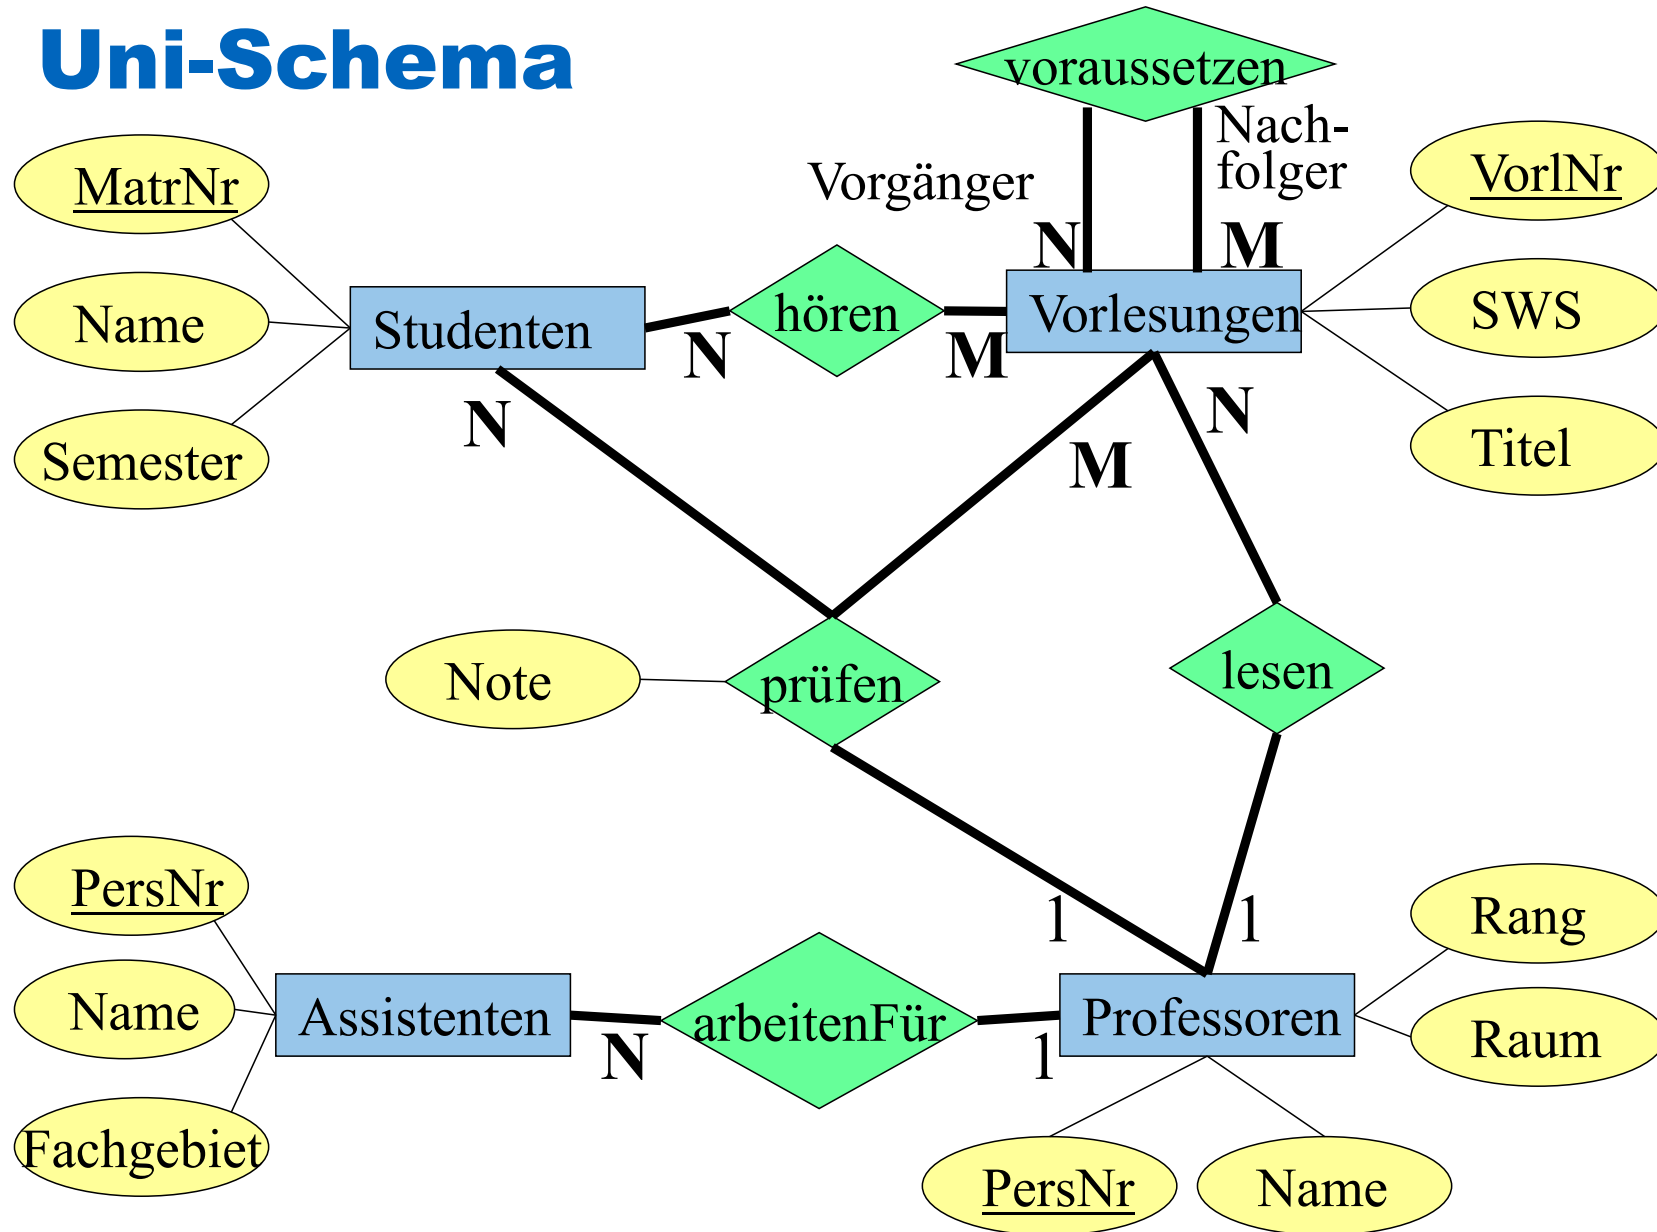 Uni-Schema
voraussetzen
Nach-
folger
Vorgänger
MatrNr
VorlNr
N
M
Name
Studenten
hören
Vorlesungen
SWS
N
M
Semester
N
M
N
Titel
Note
prüfen
lesen
PersNr
1
1
Rang
Name
Assistenten
arbeitenFür
Professoren
Raum
N
1
Fachgebiet
PersNr
Name